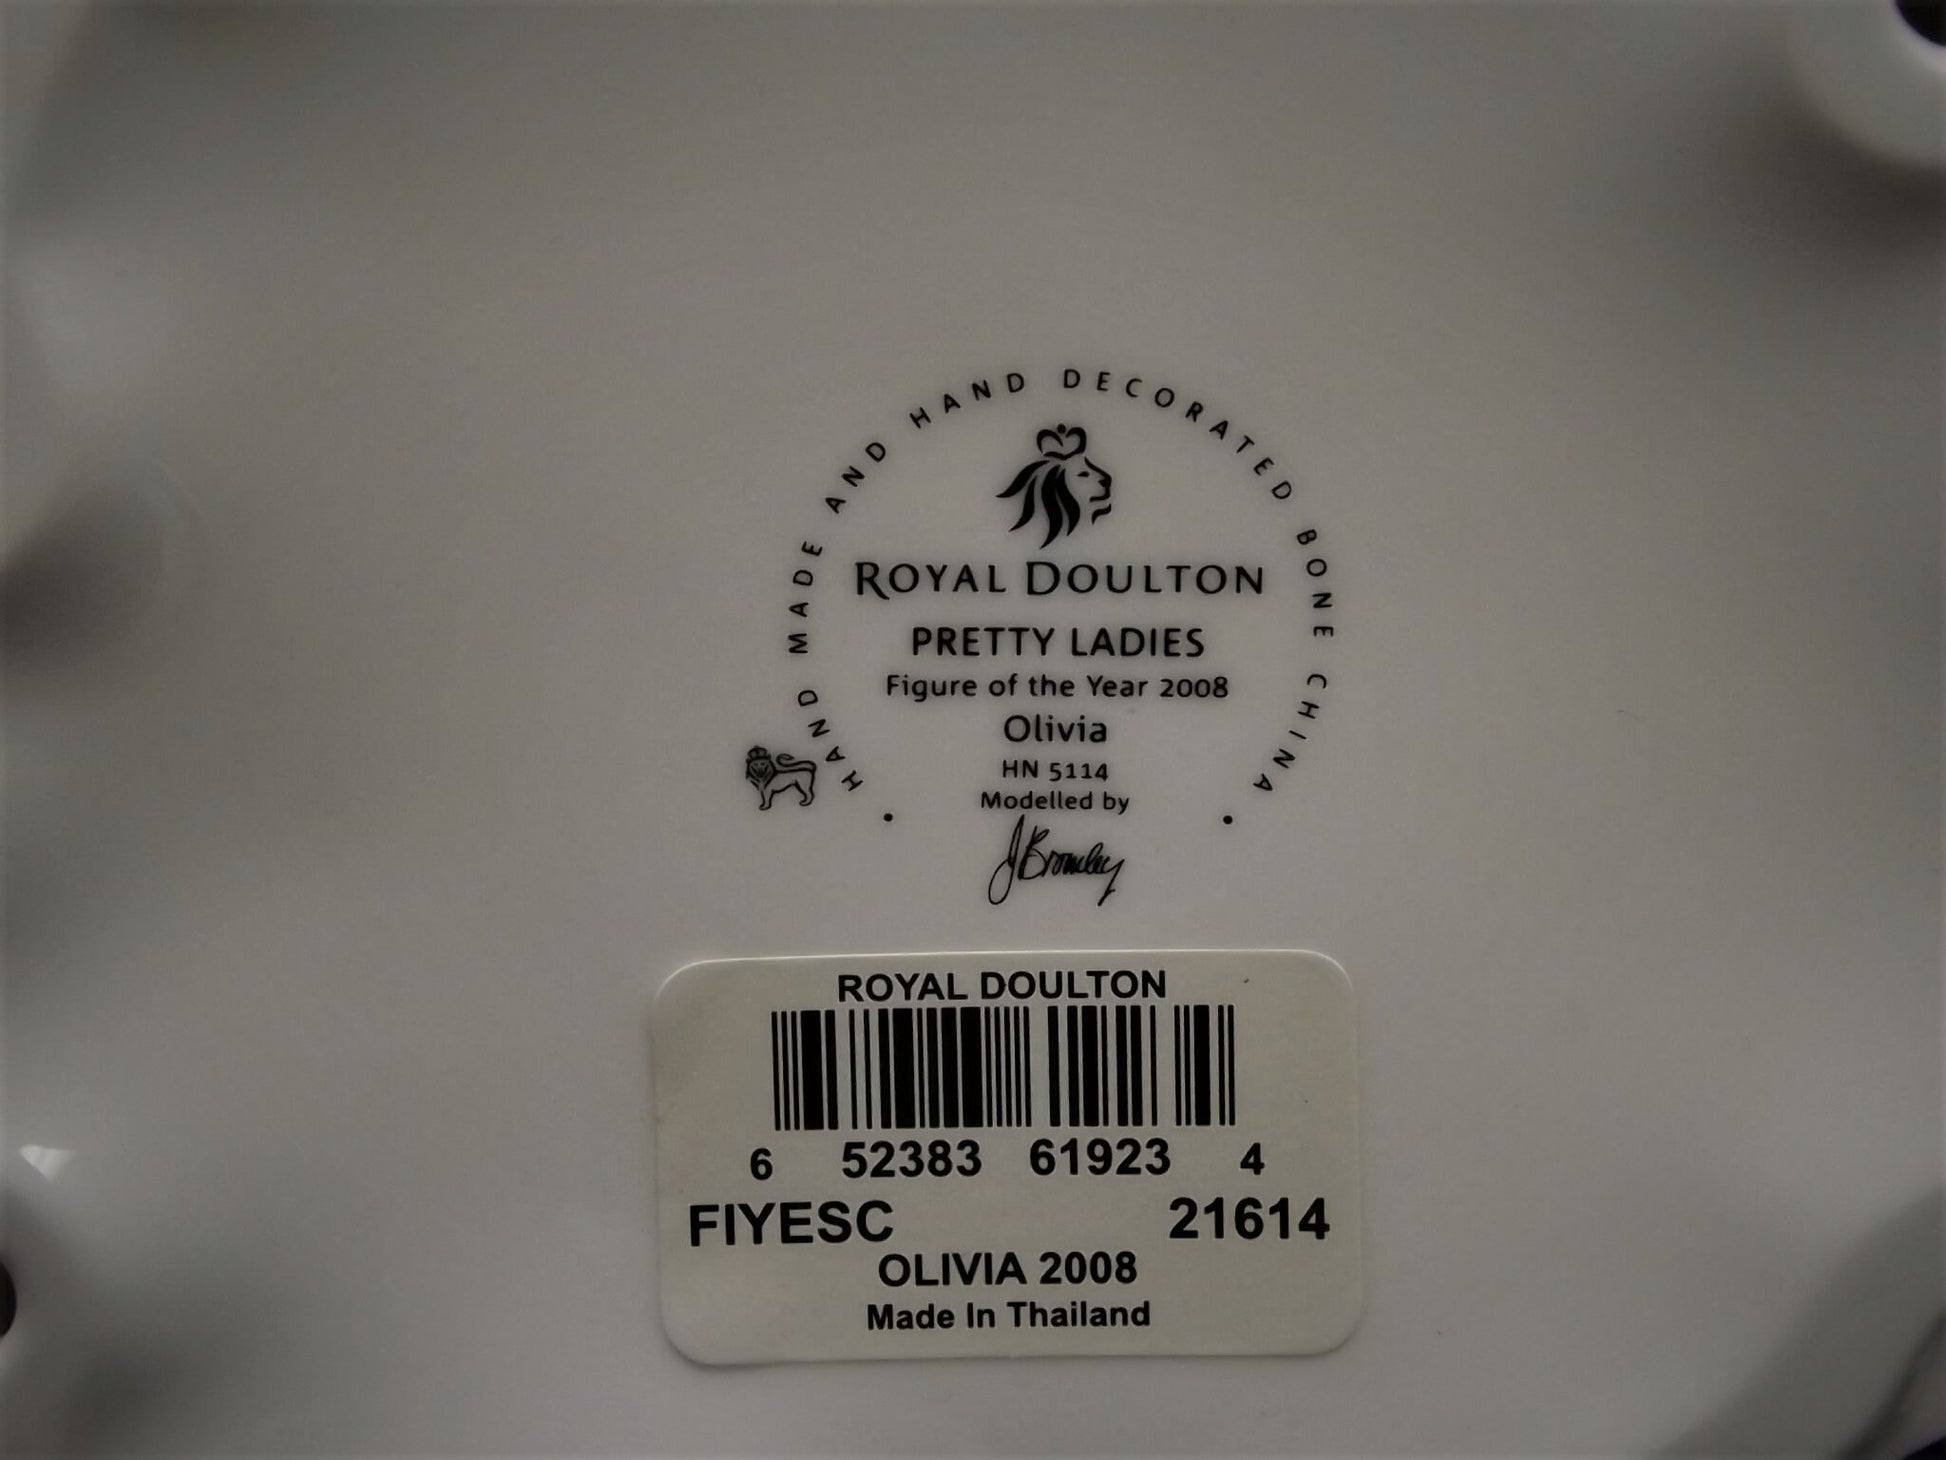 HAND MADE AND HAND DECORATED BONE CHINA
ROYAL DOULTON
PRETTY LADIES
Figure of the Year 2008
Olivia
HN 5114
Modelled by
J Bromley
ROYAL DOULTON
6 52383 61923 4
FIYESC 21614
OLIVIA 2008
Made In Thailand